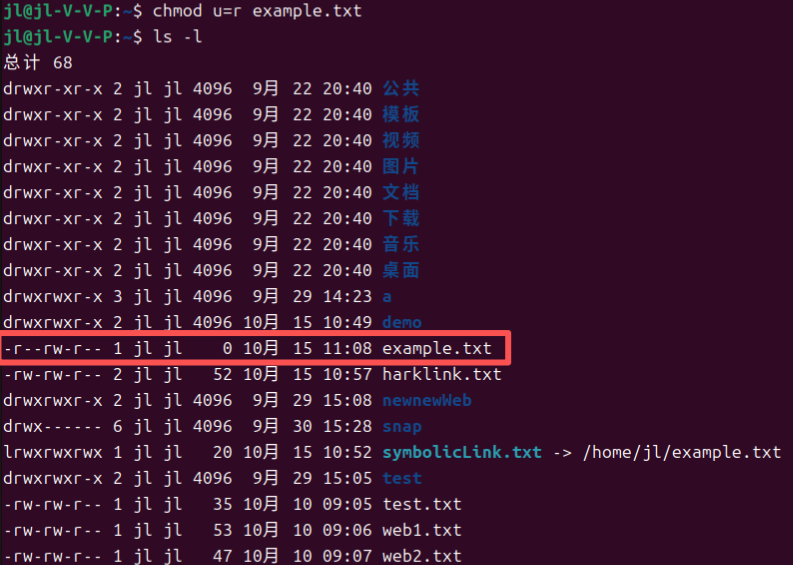 jl@jl-V-V-P:~$ chmod u=r example.txt
jl@jl-V-V-P:~$ ls -l
总计 68
drwxr-xr-x 2 jl jl 4096  9月 22 20:40 公共
drwxr-xr-x 2 jl jl 4096  9月 22 20:40 模板
drwxr-xr-x 2 jl jl 4096  9月 22 20:40 视频
drwxr-xr-x 2 jl jl 4096  9月 22 20:40 图片
drwxr-xr-x 2 jl jl 4096  9月 22 20:40 文档
drwxr-xr-x 2 jl jl 4096  9月 22 20:40 下载
drwxr-xr-x 2 jl jl 4096  9月 22 20:40 音乐
drwxr-xr-x 2 jl jl 4096  9月 22 20:40 桌面
drwxrwxr-x 3 jl jl 4096  9月 29 14:23 a
drwxrwxr-x 2 jl jl 4096 10月 15 10:49 demo
-r--rw-r-- 1 jl jl    0 10月 15 11:08 example.txt
-rw-rw-r-- 2 jl jl   52 10月 15 10:57 harklink.txt
drwxrwxr-x 2 jl jl 4096  9月 29 15:08 newnewWeb
drwx------ 6 jl jl 4096  9月 30 15:28 snap
lrwxrwxrwx 1 jl jl   20 10月 15 10:52 symbolicLink.txt -> /home/jl/example.txt
drwxrwxr-x 2 jl jl 4096  9月 29 15:05 test
-rw-rw-r-- 1 jl jl   35 10月 10 09:05 test.txt
-rw-rw-r-- 1 jl jl   53 10月 10 09:06 web1.txt
-rw-rw-r-- 1 jl jl   47 10月 10 09:07 web2.txt